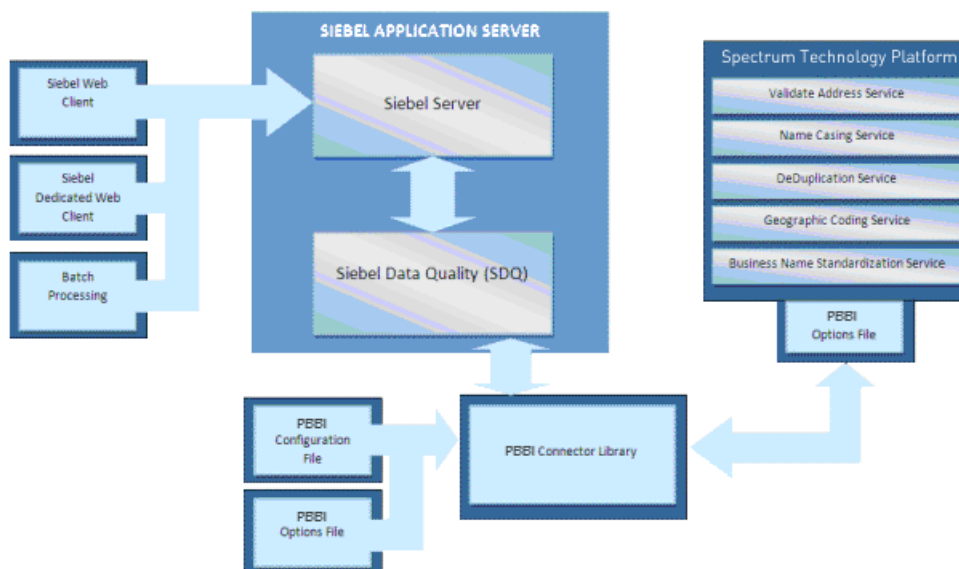 SIEBEL APPLICATION SERVER
Siebel Server
Siebel Data Quality (SDQ)
Siebel Web
Client
Siebel
Dedicated Web
Client
Batch
Processing
Spectrum Technology Platform
Validate Address Service
Name Casing Service
DeDuplication Service
Geographic Coding Service
Business Name Standardization Service
PBBI
Options File
PBBI
Configuration
File
PBBI
Options File
PBBI Connector Library